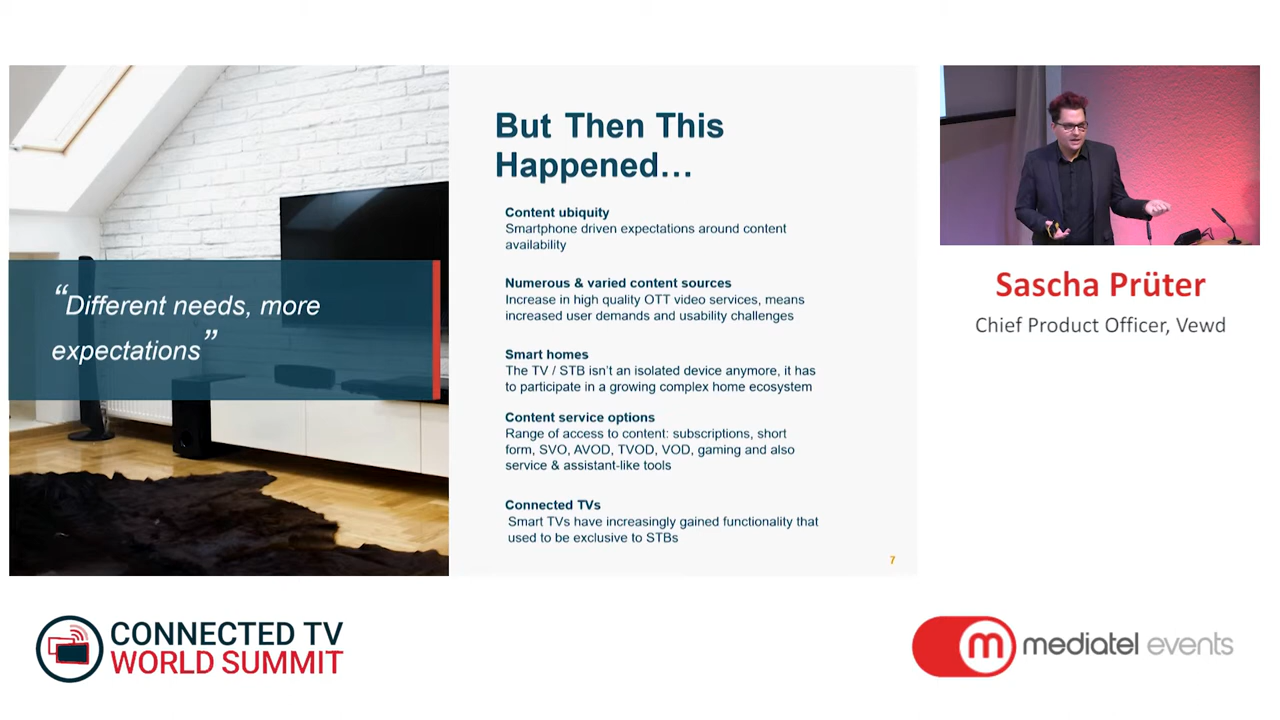 “Different needs, more
expectations”
But Then This
Happened...
Content ubiquity
Smartphone driven expectations around content
availability
Numerous & varied content sources
Increase in high quality OTT video services, means
increased user demands and usability challenges
Smart homes
The TV / STB isn’t an isolated device anymore, it has
to participate in a growing complex home ecosystem
Content service options
Range of access to content: subscriptions, short
form, SVO, AVOD, TVOD, VOD, gaming and also
service & assistant-like tools
Connected TVs
Smart TVs have increasingly gained functionality that
used to be exclusive to STBs
7
Sascha Prüter
Chief Product Officer, Vewd
CONNECTED TV
WORLD SUMMIT
m mediatel events